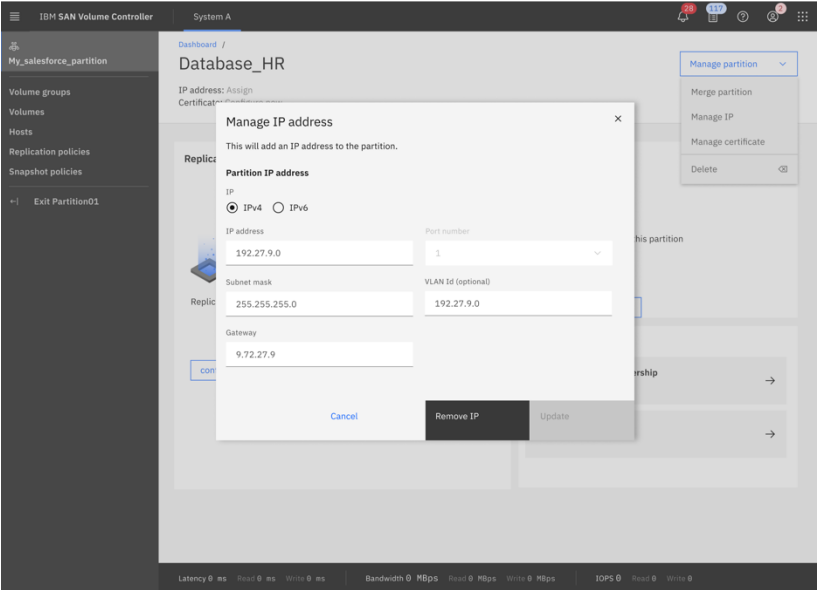 IBM SAN Volume Controller
System A
28
117
2
My_salesforce_partition
Volume groups
Volumes
Hosts
Replication policies
Snapshot policies
Exit Partition01
Dashboard /
Database_HR
IP address: Assign
Certificate: Configure now
Manage partition
Merge partition
Manage IP
Manage certificate
Delete
Replica
his partition
Replic
con
ership
Manage IP address
This will add an IP address to the partition.
Partition IP address
IP
IPv4 IPv6
IP address
192.27.9.0
Port number
1
Subnet mask
255.255.255.0
VLAN Id (optional)
192.27.9.0
Gateway
9.72.27.9
Cancel
Remove IP
Update
Latency 0 ms Read 0 ms Write 0 ms Bandwidth 0 MBps Read 0 MBps Write 0 MBps IOPS 0 Read 0 Write 0